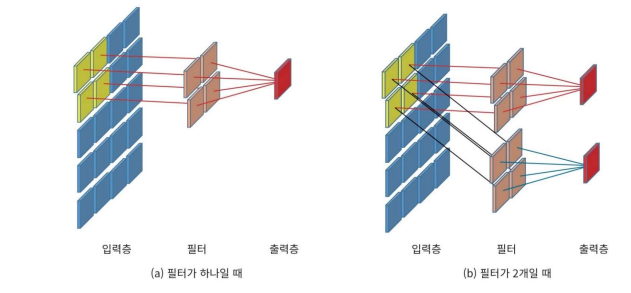 입력층 필터 출력층 입력층 필터 출력층
(a) 필터가 하나일 때 (b) 필터가 2개일 때